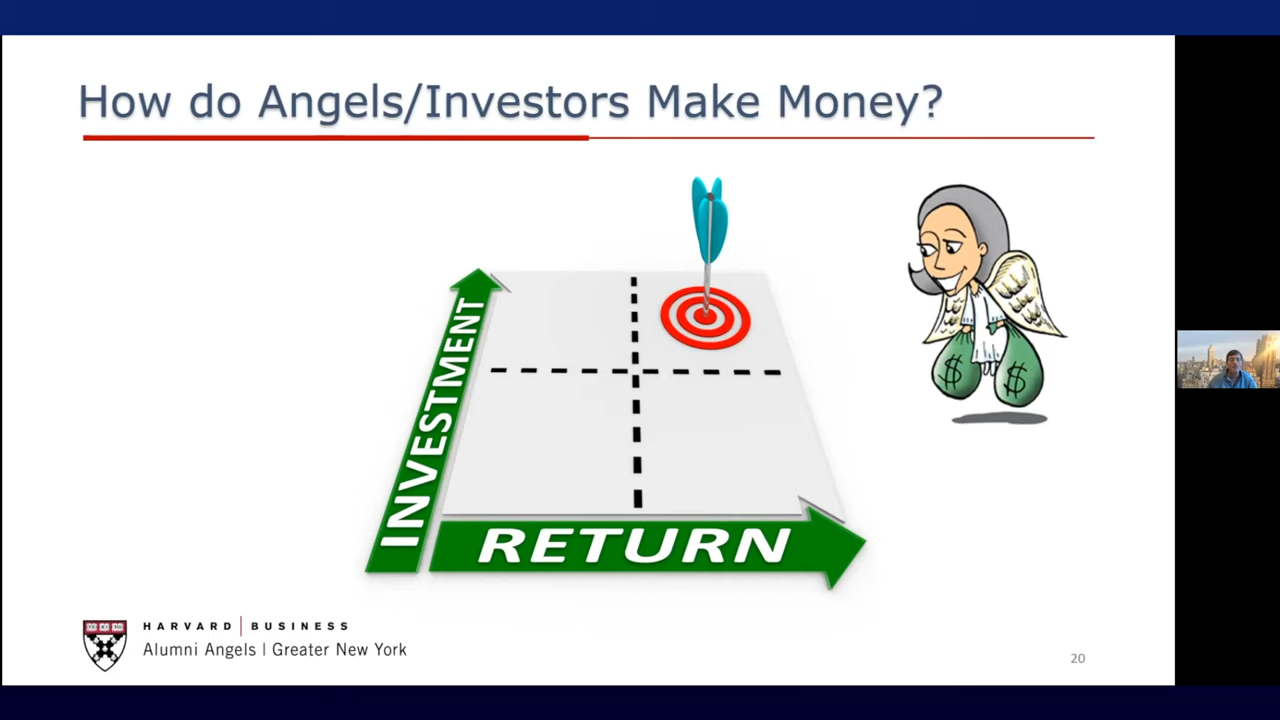 How do Angels/Investors Make Money?
INVESTMENT
RETURN
$ $
HARVARD | BUSINESS
Alumni Angels | Greater New York
20